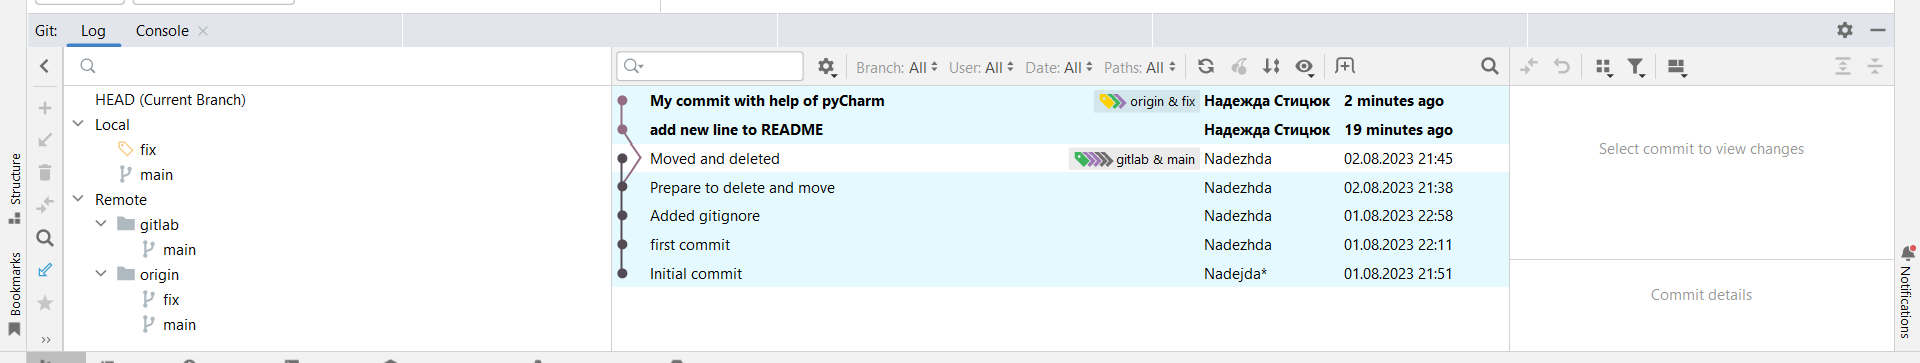 Git: Log Console
Branch: All User: All Date: All Paths: All
HEAD (Current Branch)
Local
fix
main
Remote
gitlab
main
origin
fix
main
My commit with help of pyCharm origin & fix Надежда Стицюк 2 minutes ago
add new line to README Надежда Стицюк 19 minutes ago
Moved and deleted gitlab & main Nadezhda 02.08.2023 21:45
Prepare to delete and move Nadezhda 02.08.2023 21:38
Added gitignore Nadezhda 01.08.2023 22:58
first commit Nadezhda 01.08.2023 22:11
Initial commit Nadejda* 01.08.2023 21:51
Select commit to view changes
Commit details
Structure
Bookmarks
Notifications